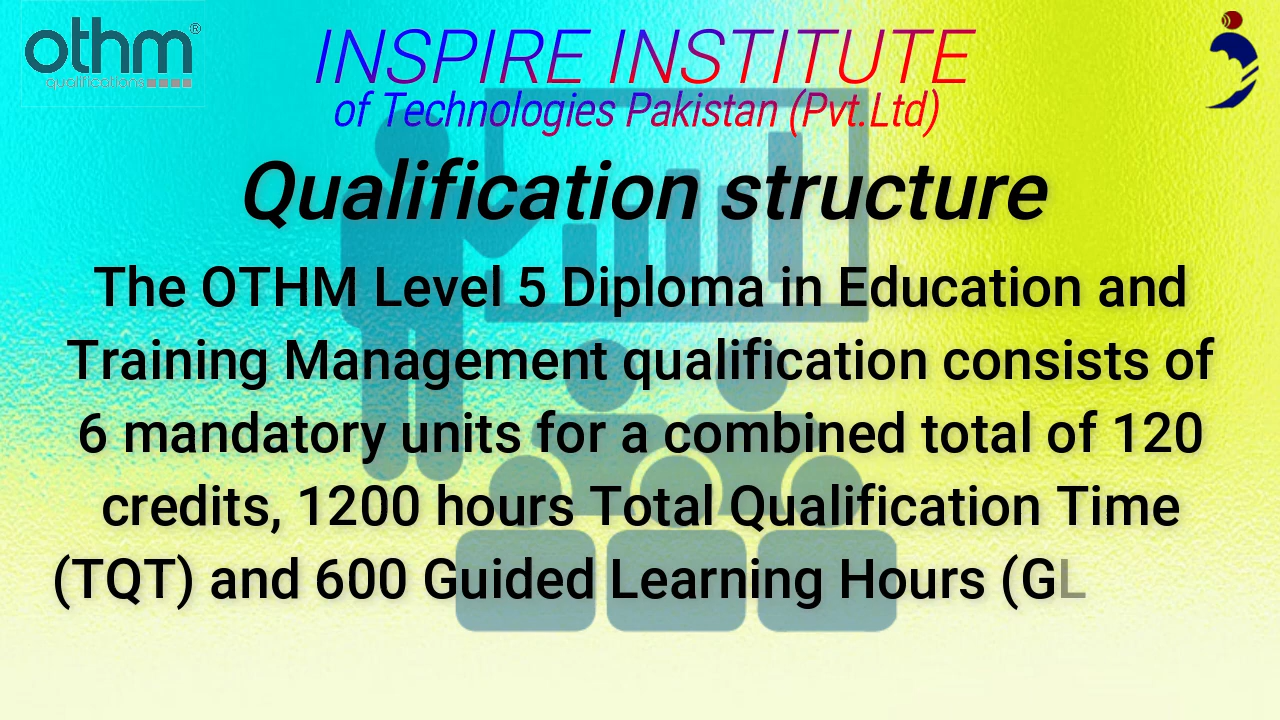 othm®
qualifications
INSPIRE INSTITUTE
of Technologies Pakistan (Pvt.Ltd)
Qualification structure
The OTHM Level 5 Diploma in Education and
Training Management qualification consists of
6 mandatory units for a combined total of 120
credits, 1200 hours Total Qualification Time
(TQT) and 600 Guided Learning Hours (GL